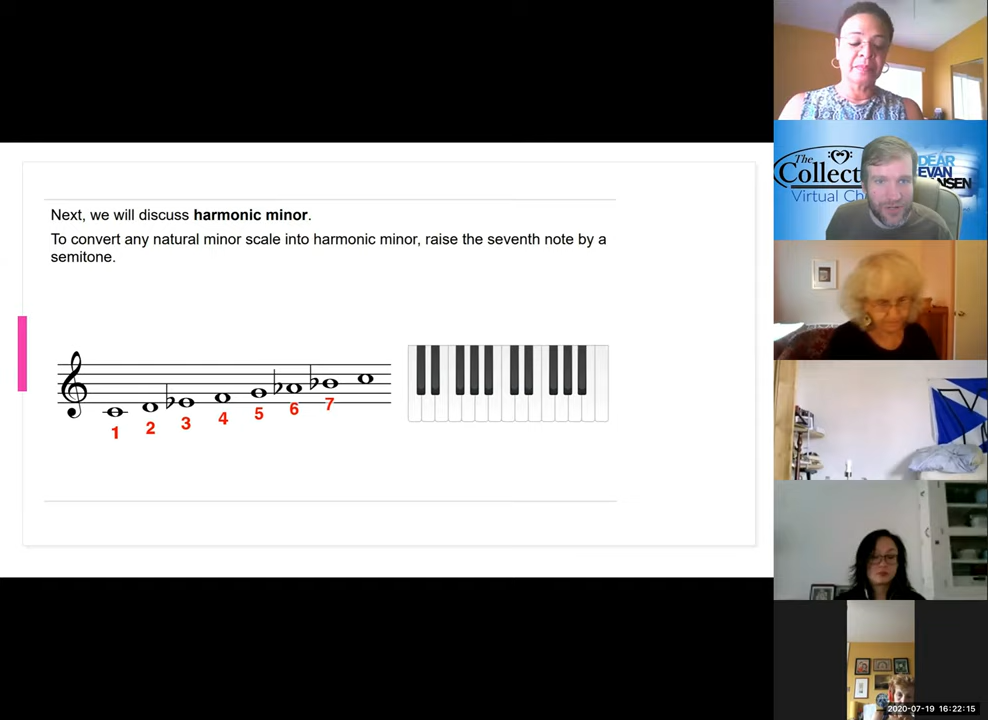 Next, we will discuss harmonic minor.
To convert any natural minor scale into harmonic minor, raise the seventh note by a
semitone.
1 2 3 4 5 6 7
The
Collect
Virtual Ch
DEAR
EVAN
NSEN
2020-07-19 16:22:15